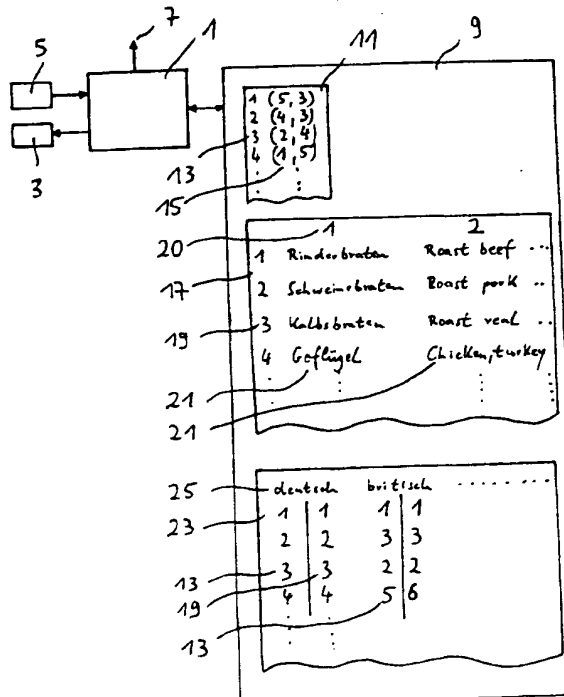 7 1 11 9
5
3
1 (5,3)
2 (4,3)
13 3 (2,4)
4 (1,5)
15
20 1 2
1 Rinderbraten Roast beef ...
17
2 Schweinebraten Roast pork ..
19 3 Kalbsbraten Roast veal ..
4 Geflügel Chicken, turkey
21
21
25 deutsch britisch ........
23 1 1 1 1
2 2 3 3
13 3 3 2 2
19
4 4 5 6
13